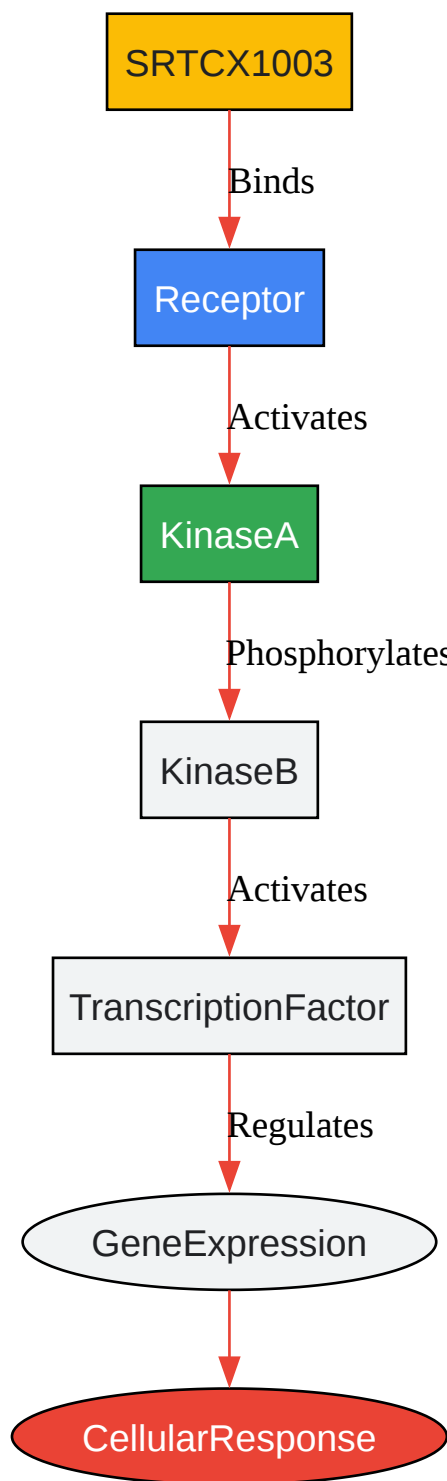 SRTCX1003
Binds
Receptor
Activates
KinaseA
Phosphorylates
KinaseB
Activates
TranscriptionFactor
Regulates
GeneExpression
CellularResponse